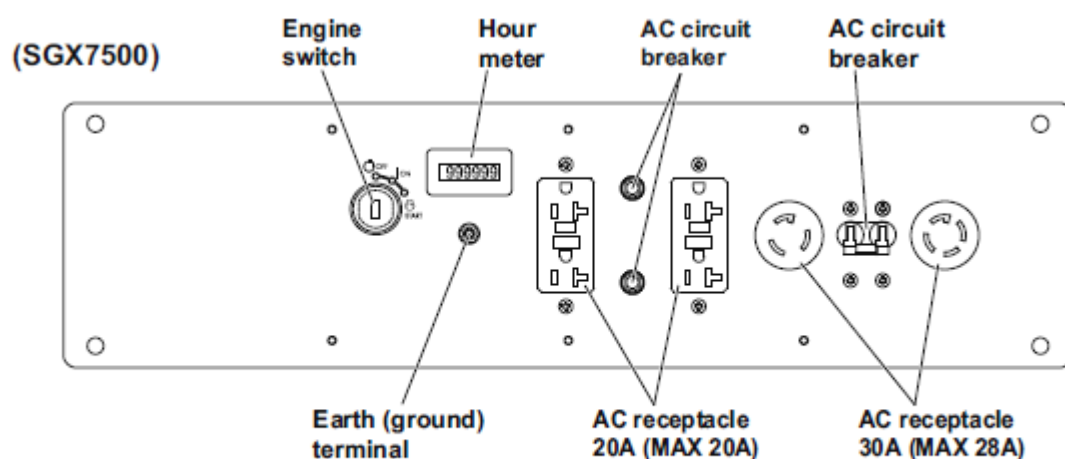 (SGX7500)
Engine
switch
Hour
meter
AC circuit
breaker
AC circuit
breaker
OFF
ON
START
Earth (ground)
terminal
AC receptacle
20A (MAX 20A)
AC receptacle
30A (MAX 28A)